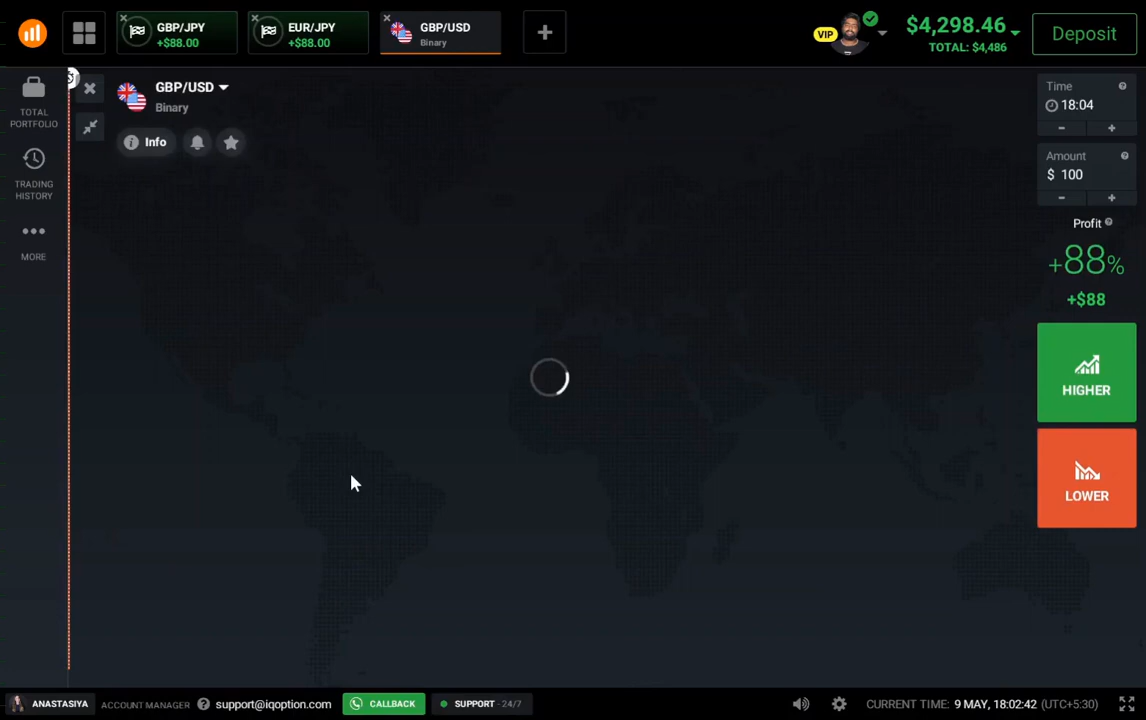 GBP/JPY
+$88.00
EUR/JPY
+$88.00
GBP/USD
Binary
+
VIP
$4,298.46
TOTAL: $4,486
Deposit
TOTAL
PORTFOLIO
TRADING
HISTORY
MORE
GBP/USD
Binary
Info
Time
18:04
- +
Amount
$ 100
- +
Profit
+88%
+$88
HIGHER
LOWER
ANASTASIYA ACCOUNT MANAGER support@iqoption.com CALLBACK SUPPORT - 24/7 CURRENT TIME: 9 MAY, 18:02:42 (UTC+5:30)